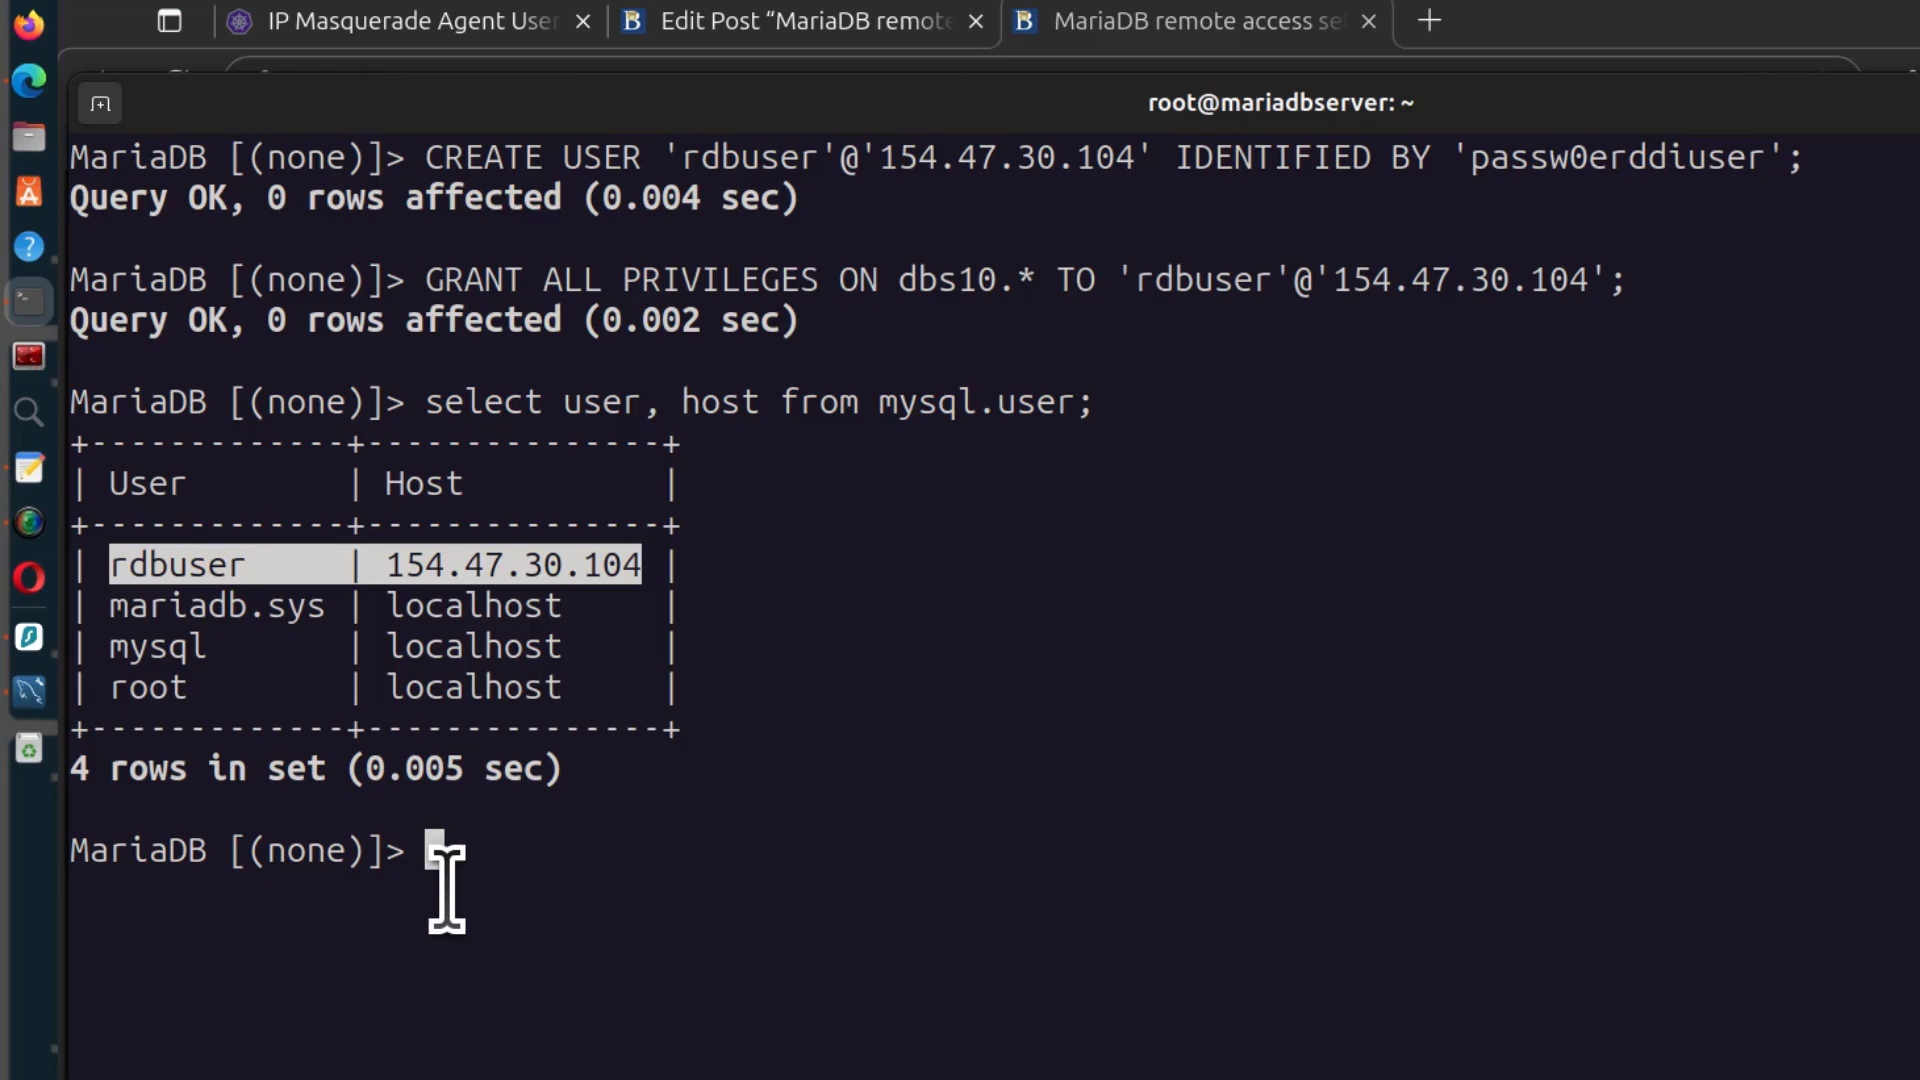 IP Masquerade Agent User
Edit Post “MariaDB remote
MariaDB remote access se
root@mariadbserver: ~
MariaDB [(none)]> CREATE USER 'rdbuser'@'154.47.30.104' IDENTIFIED BY 'passw0erddiuser';
Query OK, 0 rows affected (0.004 sec)
MariaDB [(none)]> GRANT ALL PRIVILEGES ON dbs10.* TO 'rdbuser'@'154.47.30.104';
Query OK, 0 rows affected (0.002 sec)
MariaDB [(none)]> select user, host from mysql.user;
+-------------+---------------+
| User        | Host          |
+-------------+---------------+
| rdbuser     | 154.47.30.104 |
| mariadb.sys | localhost     |
| mysql       | localhost     |
| root        | localhost     |
+-------------+---------------+
4 rows in set (0.005 sec)
MariaDB [(none)]>